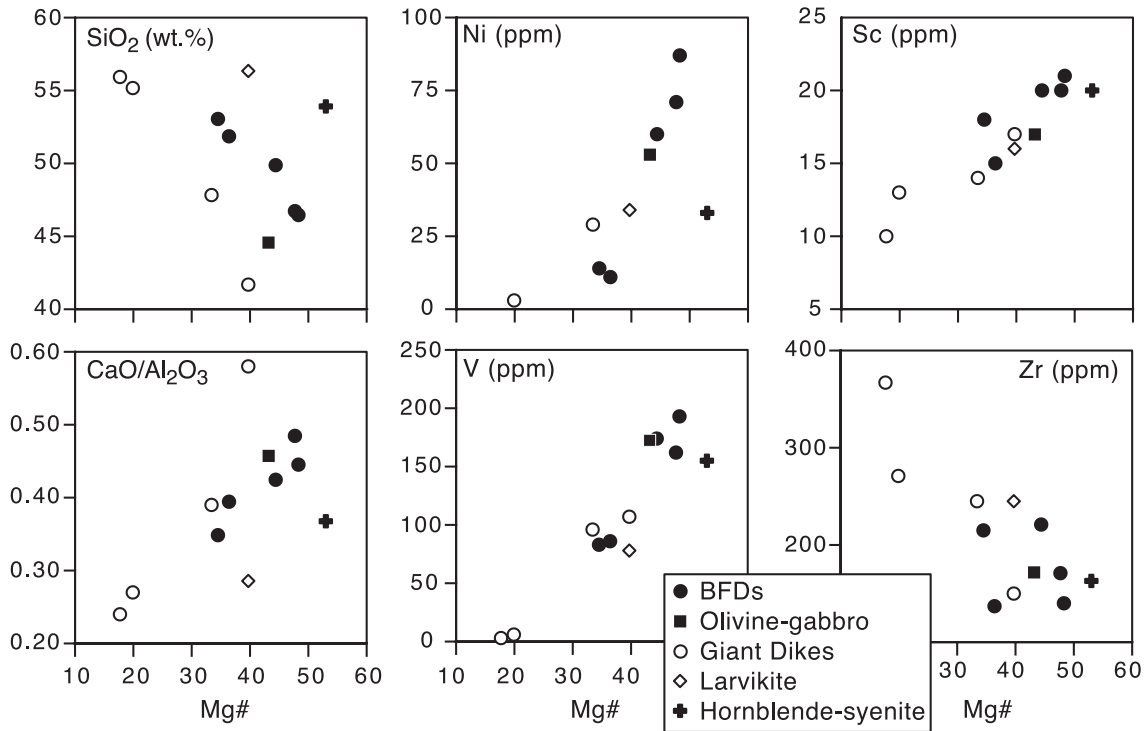 SiO2 (wt.%)
60
55
50
45
40
Ni (ppm)
100
75
50
25
0
Sc (ppm)
25
20
15
10
5
CaO/Al2O3
0.60
0.50
0.40
0.30
0.20
10 20 30 40 50 60
Mg#
V (ppm)
250
200
150
100
50
0
10 20 30
Mg#
Zr (ppm)
400
300
200
30 40 50 60
Mg#
BFDs
Olivine-gabbro
Giant Dikes
Larvikite
Hornblende-syenite